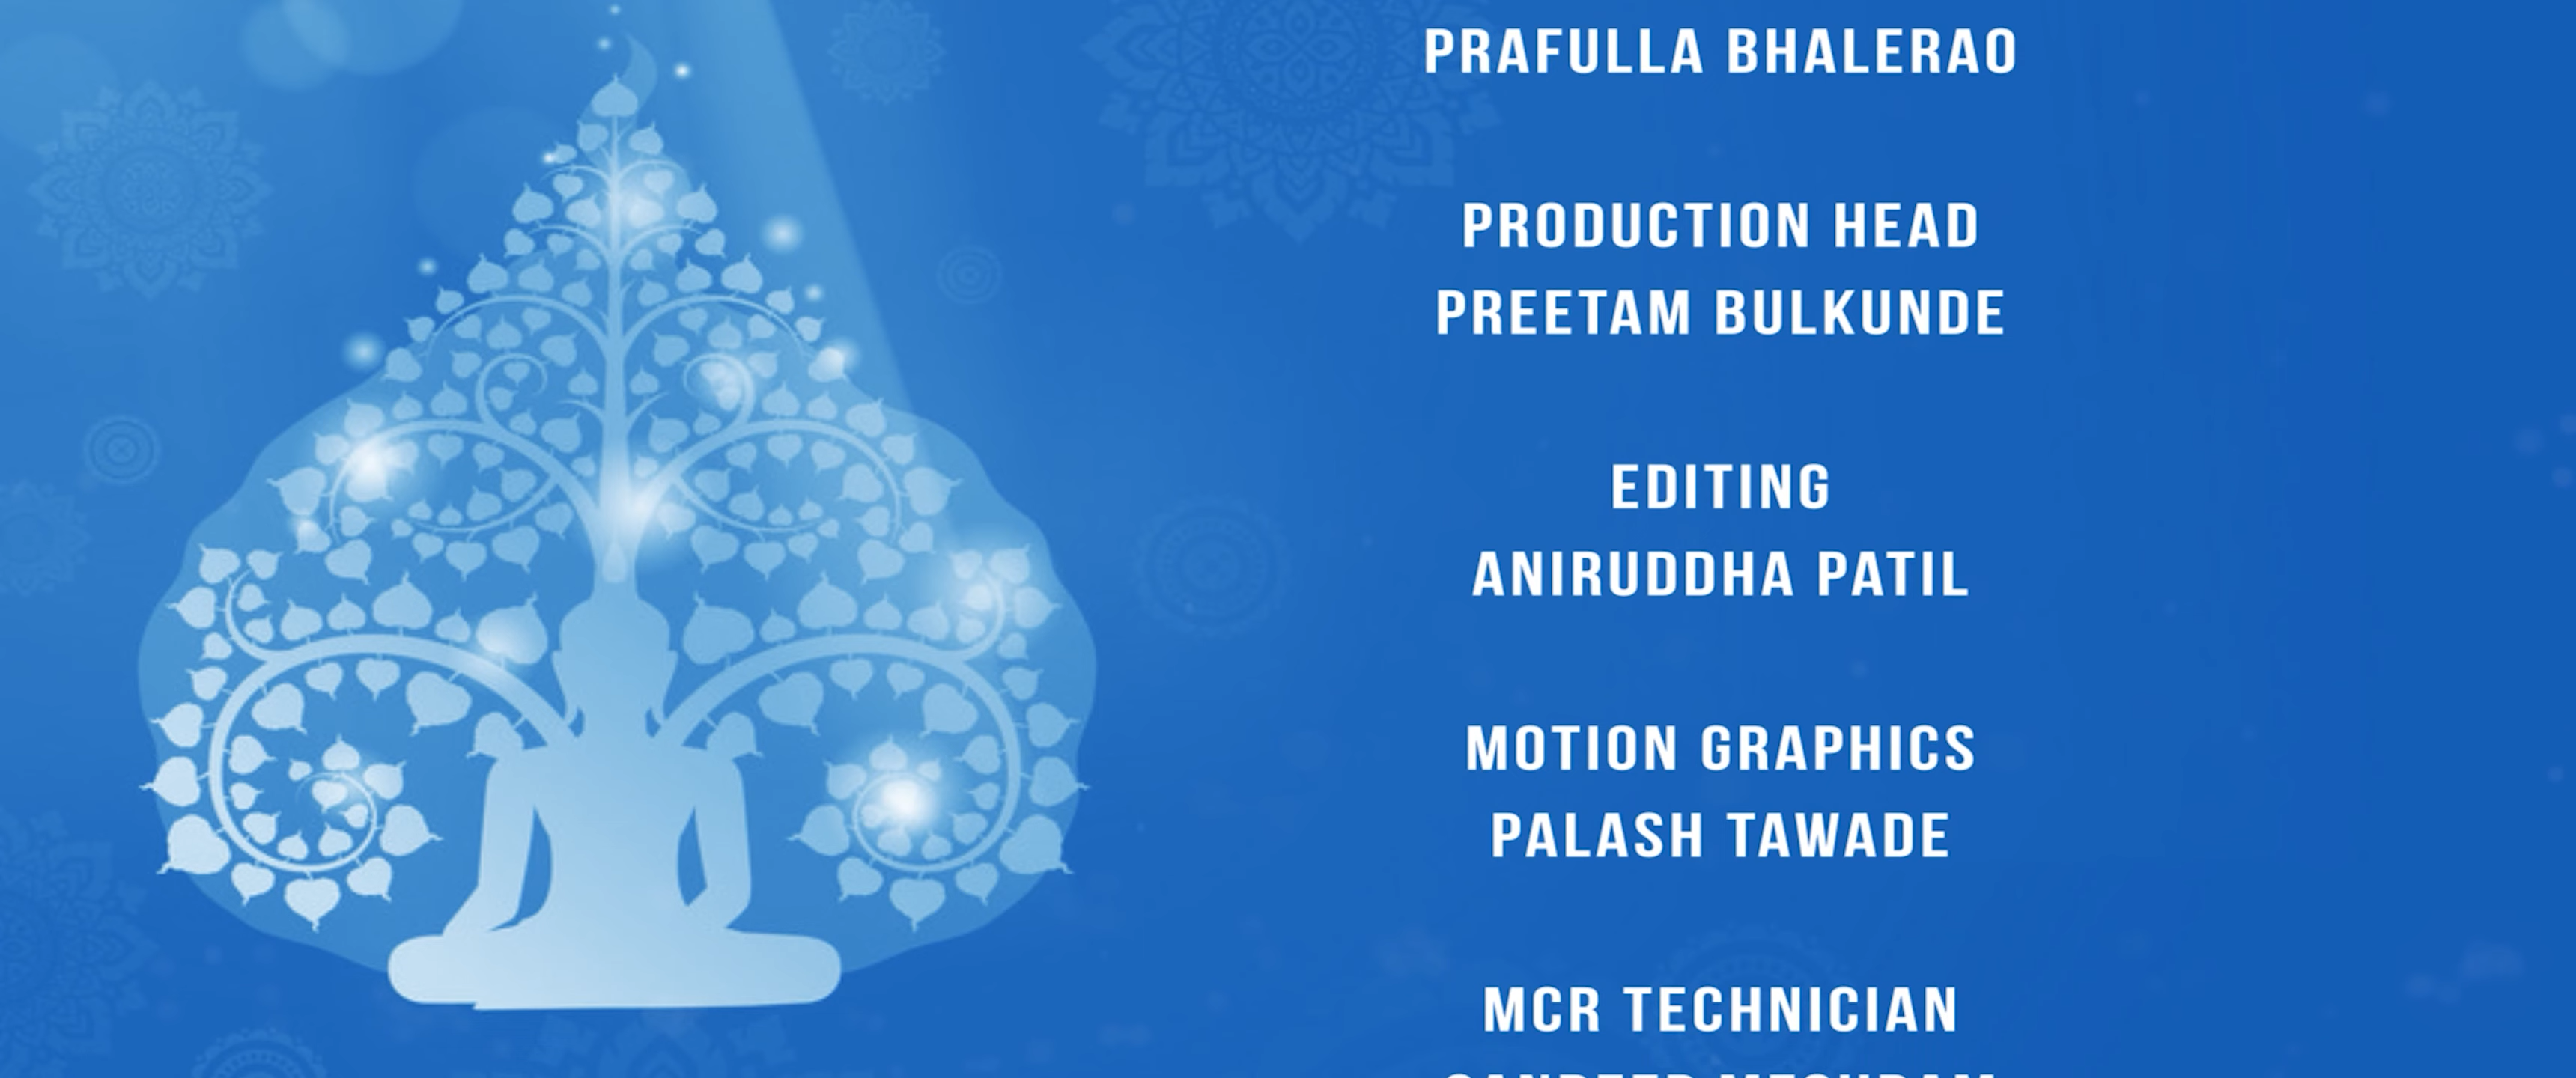 PRAFULLA BHALERAO
PRODUCTION HEAD
PREETAM BULKUNDE
EDITING
ANIRUDDHA PATIL
MOTION GRAPHICS
PALASH TAWADE
MCR TECHNICIAN